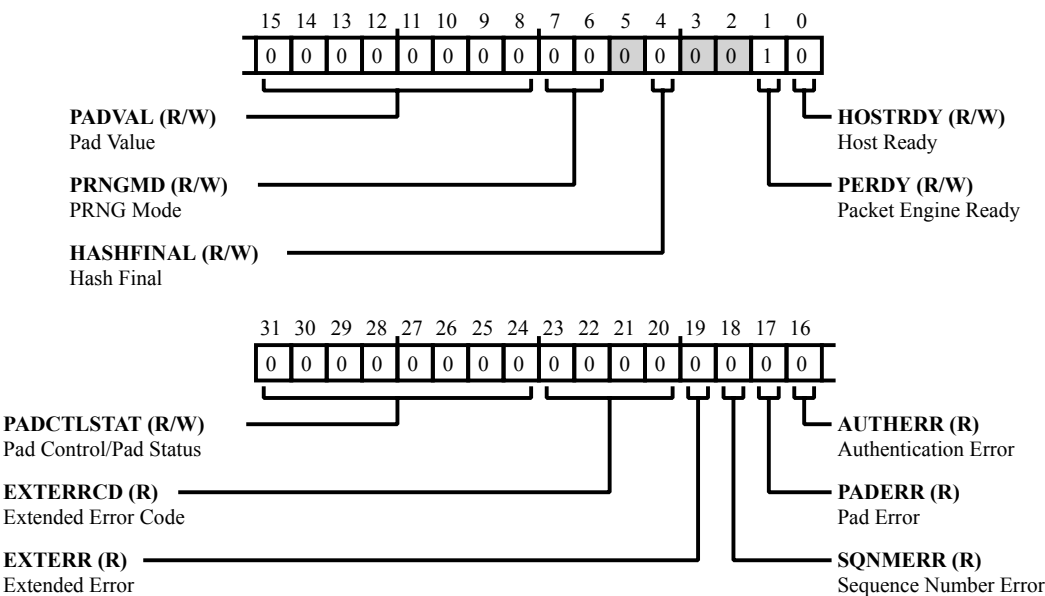 15 14 13 12 11 10 9 8 7 6 5 4 3 2 1 0
0 0 0 0 0 0 0 0 0 0 0 0 0 0 1 0
PADVAL (R/W)
Pad Value
HOSTRDY (R/W)
Host Ready
PRNGMD (R/W)
PRNG Mode
PERDY (R/W)
Packet Engine Ready
HASHFINAL (R/W)
Hash Final
31 30 29 28 27 26 25 24 23 22 21 20 19 18 17 16
0 0 0 0 0 0 0 0 0 0 0 0 0 0 0 0
PADCTLSTAT (R/W)
Pad Control/Pad Status
AUTHERR (R)
Authentication Error
EXTERRCD (R)
Extended Error Code
PADERR (R)
Pad Error
EXTERR (R)
Extended Error
SQNMERR (R)
Sequence Number Error